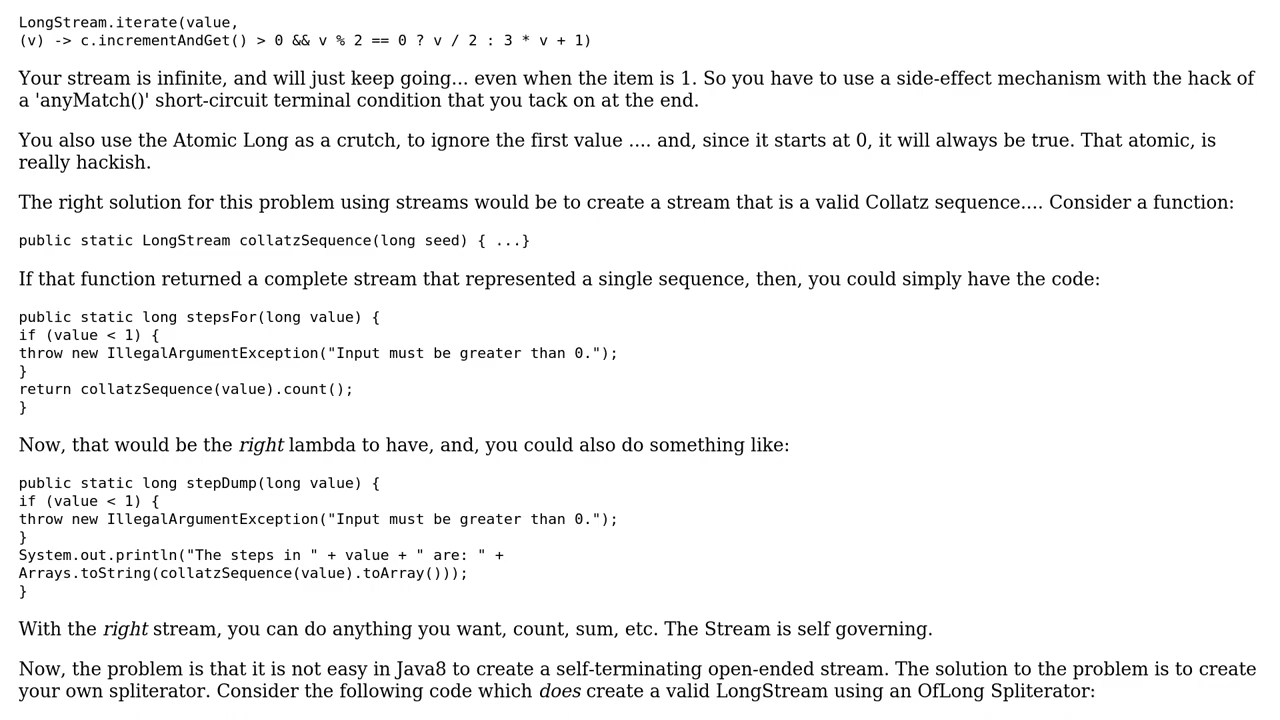 LongStream.iterate(value,
(v) -> c.incrementAndGet() > 0 && v % 2 == 0 ? v / 2 : 3 * v + 1)
Your stream is infinite, and will just keep going... even when the item is 1. So you have to use a side-effect mechanism with the hack of
a 'anyMatch()' short-circuit terminal condition that you tack on at the end.
You also use the Atomic Long as a crutch, to ignore the first value .... and, since it starts at 0, it will always be true. That atomic, is
really hackish.
The right solution for this problem using streams would be to create a stream that is a valid Collatz sequence.... Consider a function:
public static LongStream collatzSequence(long seed) { ...}
If that function returned a complete stream that represented a single sequence, then, you could simply have the code:
public static long stepsFor(long value) {
if (value < 1) {
throw new IllegalArgumentException("Input must be greater than 0.");
}
return collatzSequence(value).count();
}
Now, that would be the right lambda to have, and, you could also do something like:
public static long stepDump(long value) {
if (value < 1) {
throw new IllegalArgumentException("Input must be greater than 0.");
}
System.out.println("The steps in " + value + " are: " +
Arrays.toString(collatzSequence(value).toArray()));
}
With the right stream, you can do anything you want, count, sum, etc. The Stream is self governing.
Now, the problem is that it is not easy in Java8 to create a self-terminating open-ended stream. The solution to the problem is to create
your own spliterator. Consider the following code which does create a valid LongStream using an OfLong Spliterator: